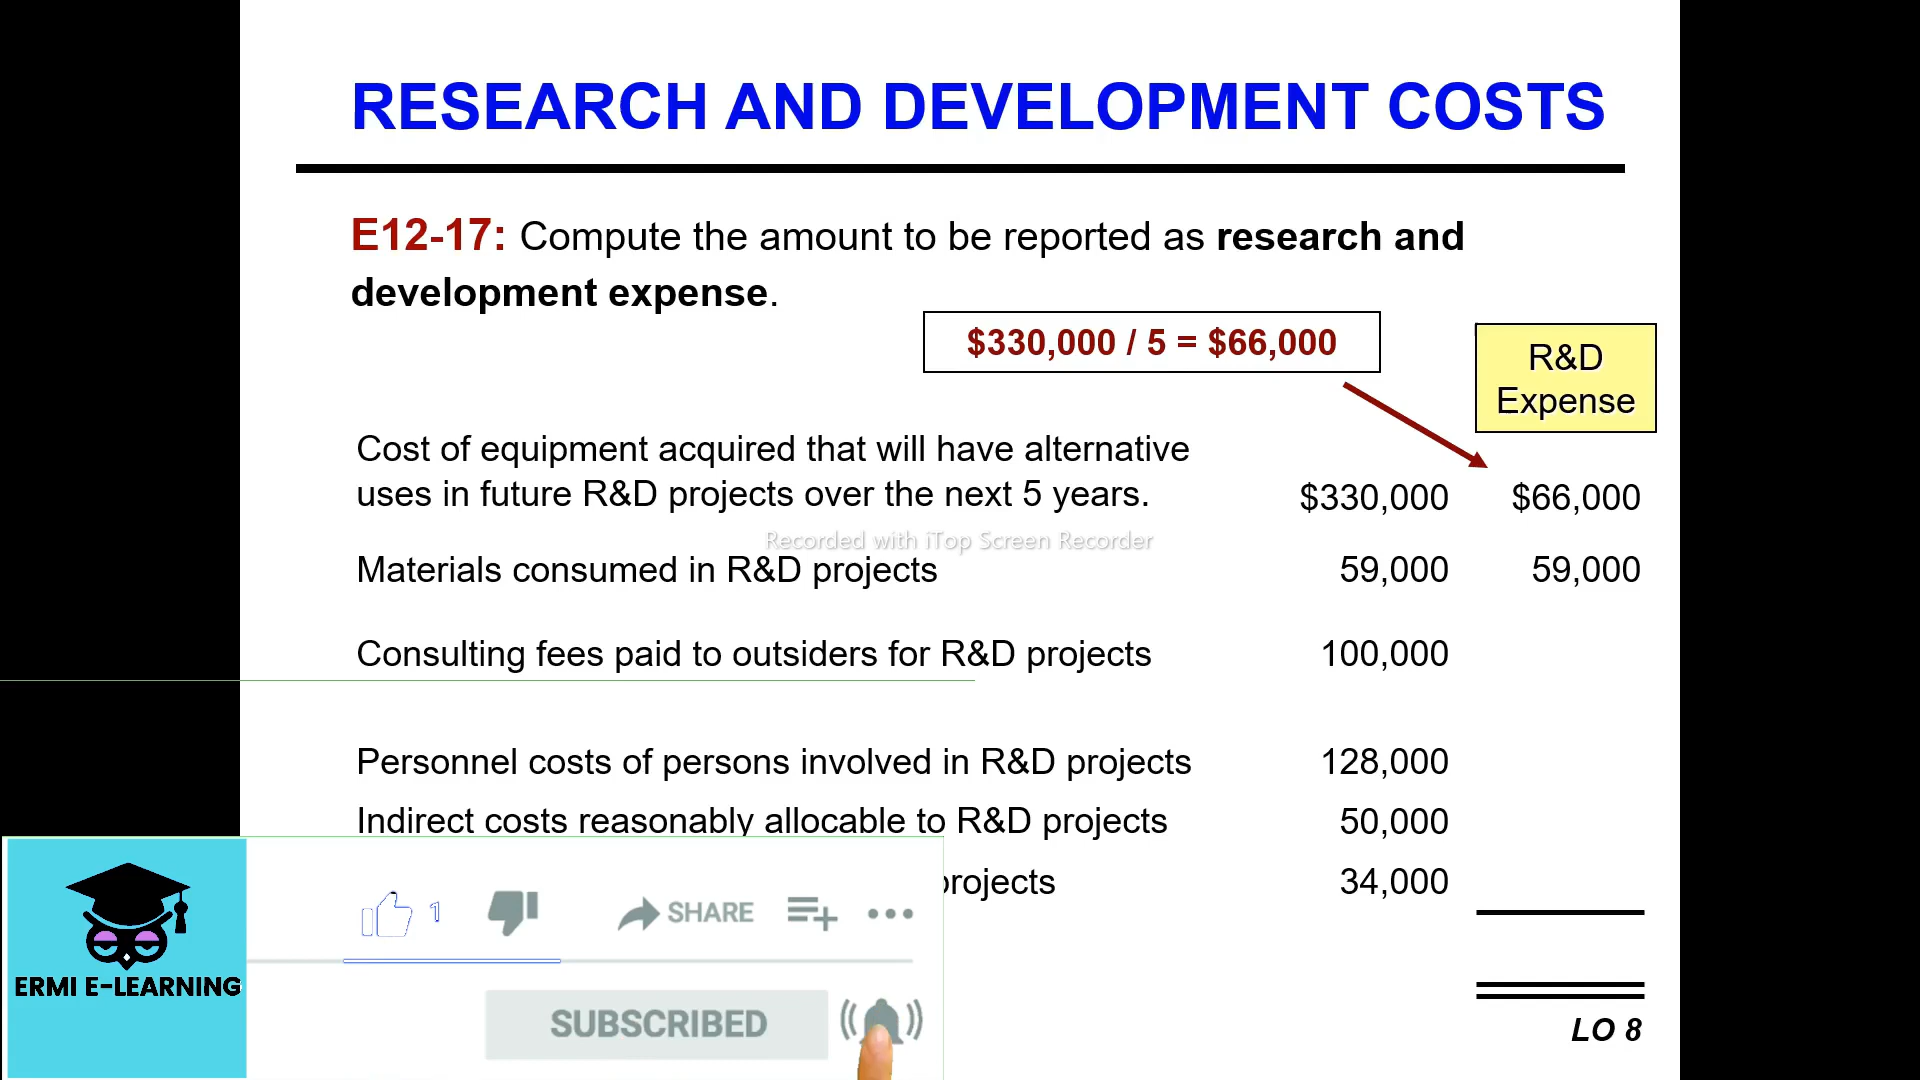 RESEARCH AND DEVELOPMENT COSTS
E12-17: Compute the amount to be reported as research and
development expense.
$330,000 / 5 = $66,000
R&D
Expense
Cost of equipment acquired that will have alternative
uses in future R&D projects over the next 5 years. $330,000 $66,000
Recorded with iTop Screen Recorder
Materials consumed in R&D projects 59,000 59,000
Consulting fees paid to outsiders for R&D projects 100,000
Personnel costs of persons involved in R&D projects 128,000
Indirect costs reasonably allocable to R&D projects 50,000
projects 34,000
1 SHARE
ERMI E-LEARNING
SUBSCRIBED
LO 8